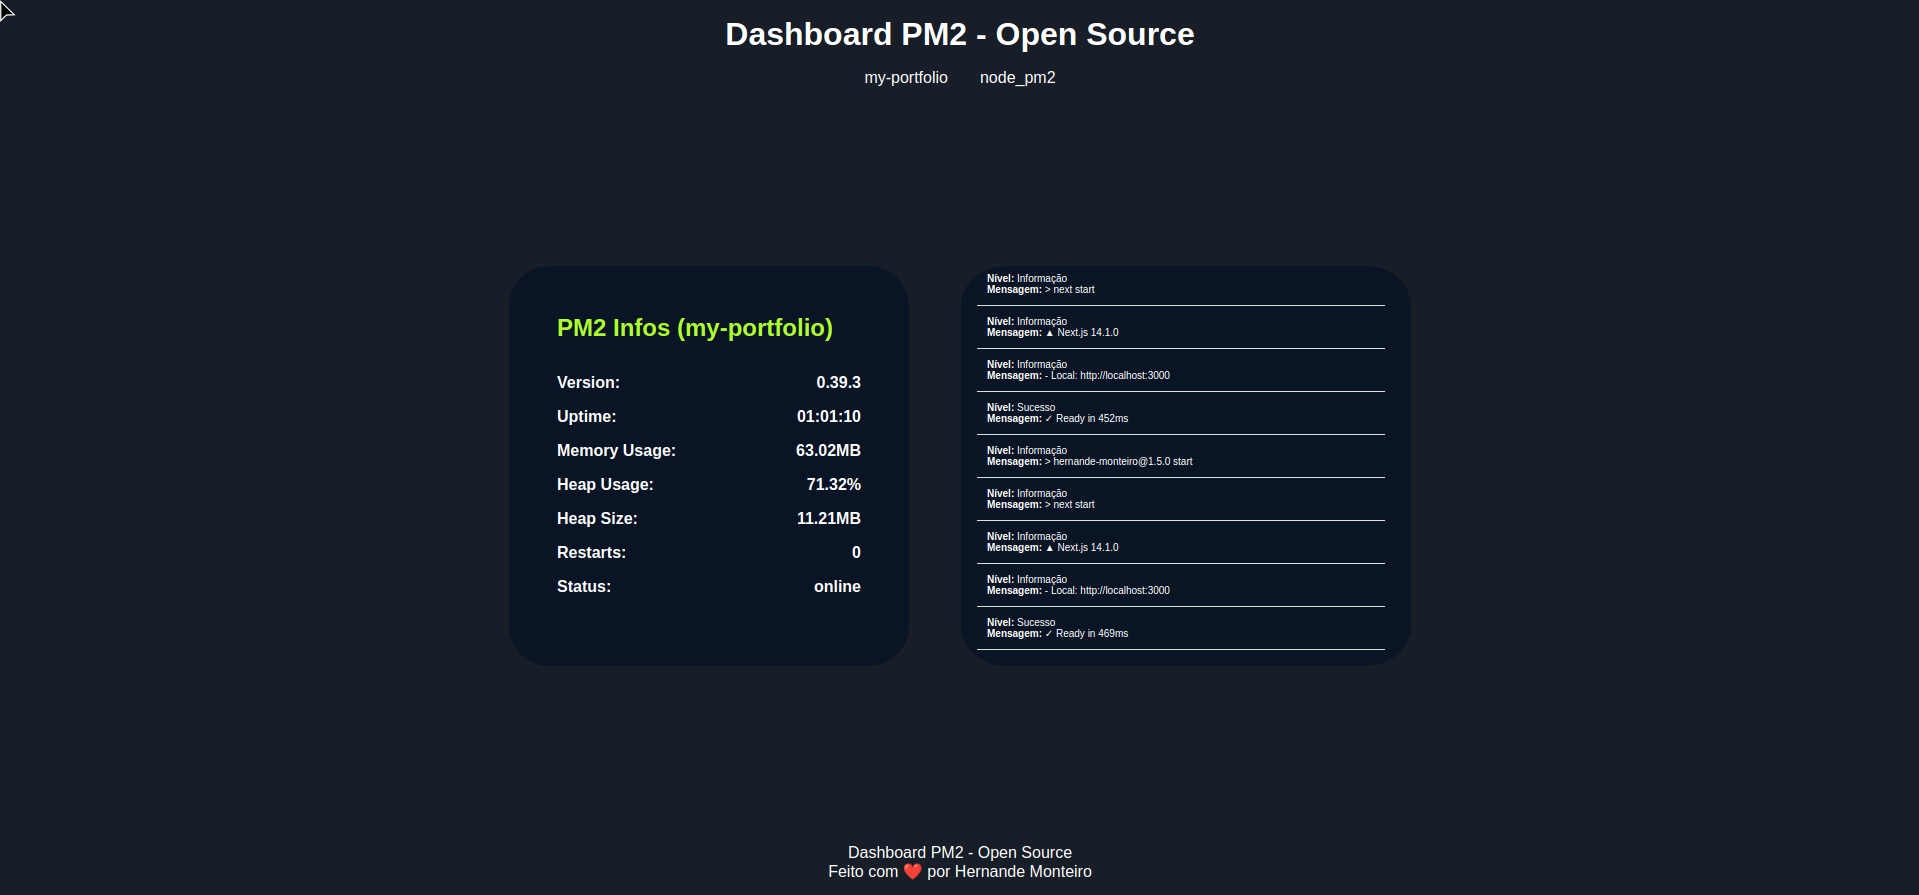 Dashboard PM2 - Open Source
my-portfolio node_pm2
PM2 Infos (my-portfolio)
Version: 0.39.3
Uptime: 01:01:10
Memory Usage: 63.02MB
Heap Usage: 71.32%
Heap Size: 11.21MB
Restarts: 0
Status: online
Nível: Informação
Mensagem: > next start
Nível: Informação
Mensagem: ▲ Next.js 14.1.0
Nível: Informação
Mensagem: - Local: http://localhost:3000
Nível: Sucesso
Mensagem: ✓ Ready in 452ms
Nível: Informação
Mensagem: > hernande-monteiro@1.5.0 start
Nível: Informação
Mensagem: > next start
Nível: Informação
Mensagem: ▲ Next.js 14.1.0
Nível: Informação
Mensagem: - Local: http://localhost:3000
Nível: Sucesso
Mensagem: ✓ Ready in 469ms
Dashboard PM2 - Open Source
Feito com ❤️ por Hernande Monteiro